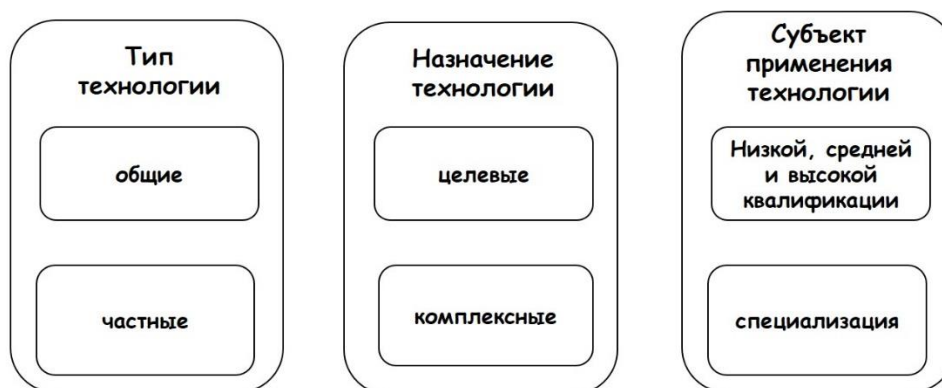 Тип
технологии
общие
частные
Назначение
технологии
целевые
комплексные
Субъект
применения
технологии
Низкой, средней
и высокой
квалификации
специализация